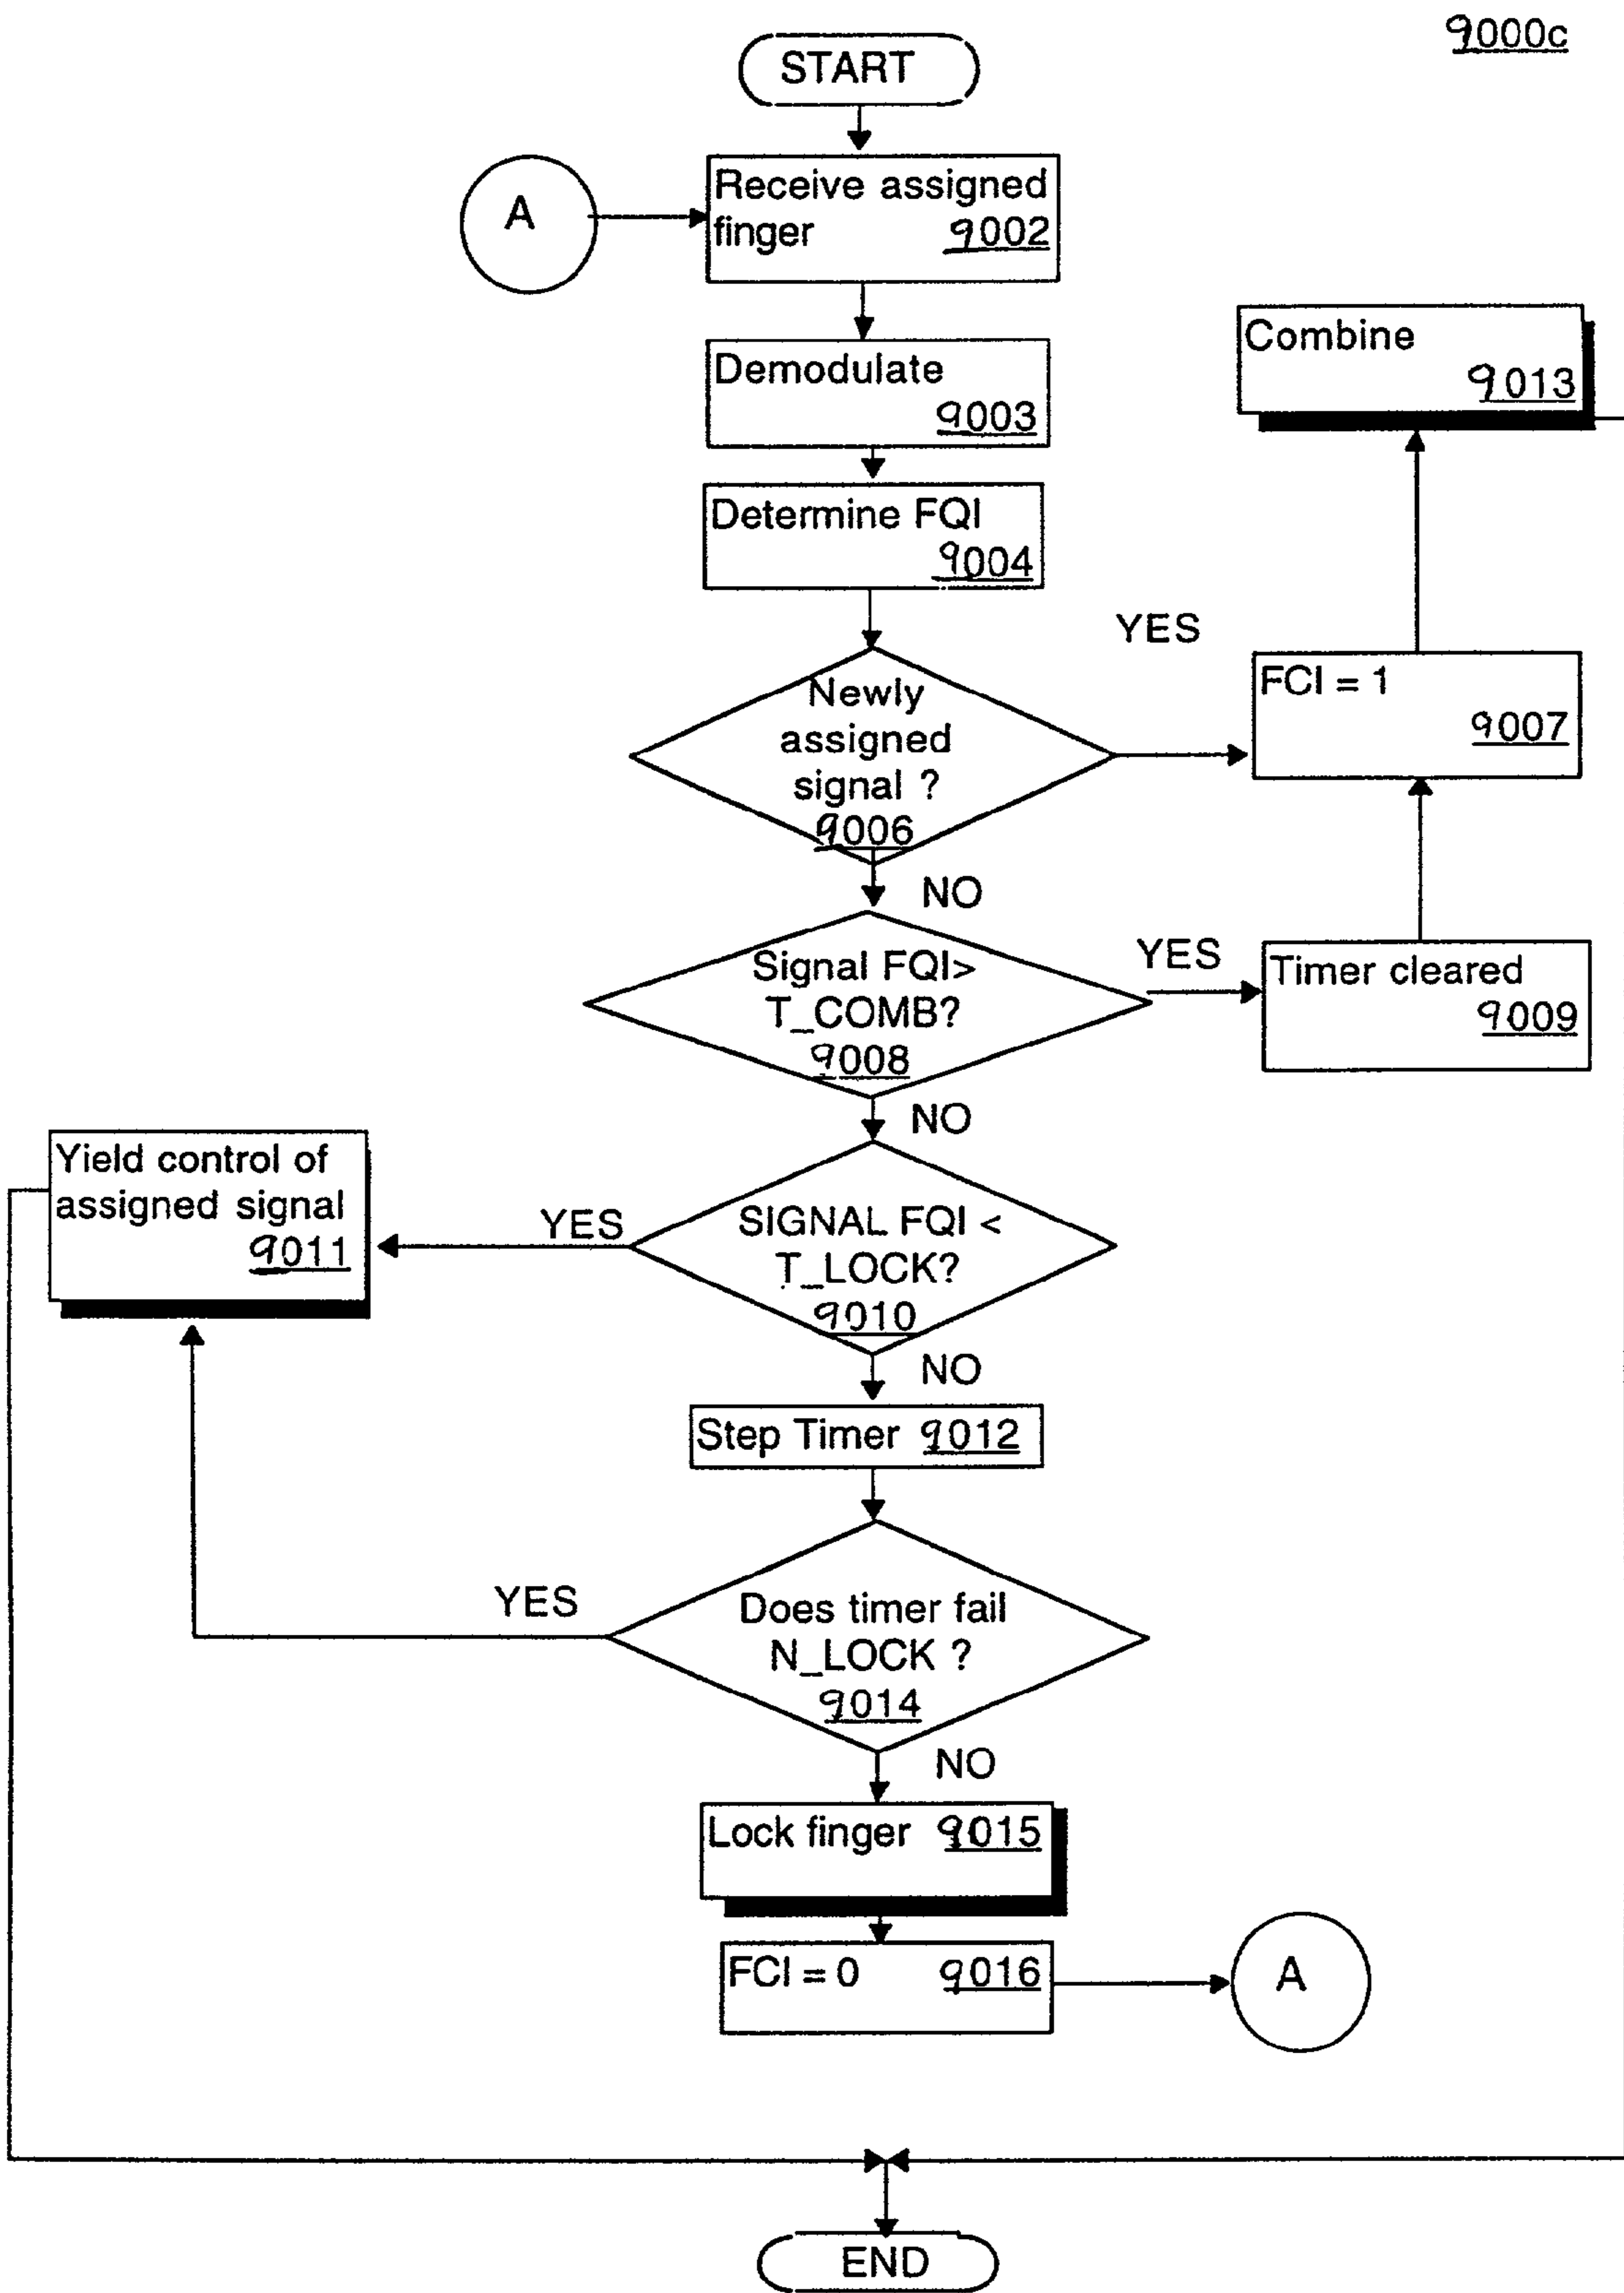 9000c
START
A
Receive assigned
finger 9002
Demodulate
9003
Combine
9013
Determine FQI
9004
YES
Newly
assigned
signal ?
9006
FCI = 1
9007
NO
Signal FQI>
T_COMB?
9008
YES
Timer cleared
9009
NO
Yield control of
assigned signal
9011
YES
SIGNAL FQI <
T_LOCK?
9010
NO
Step Timer 9012
YES
Does timer fail
N_LOCK ?
9014
NO
Lock finger 9015
FCI = 0 9016
A
END